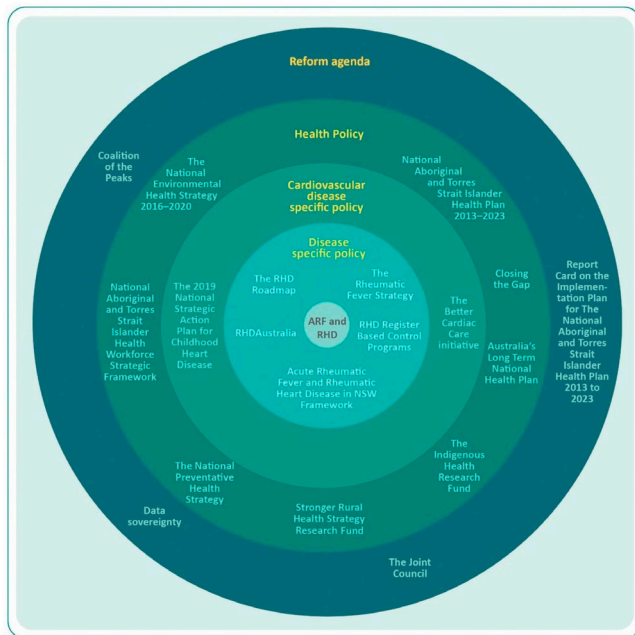 Reform agenda
Health Policy
Coalition
of the
Peaks
The
National
Environmental
Health Strategy
2016–2020
National
Aboriginal
and Torres
Strait Islander
Health Plan
2013–2023
Cardiovascular
disease
specific policy
Disease
specific policy
The RHD
Roadmap
The
Rheumatic
Fever Strategy
Closing
the Gap
Report
Card on the
Implemen-
tation Plan
for The
National
Aboriginal
and Torres
Strait
Islander
Health Plan
2013 to
2023
National
Aboriginal
and Torres
Strait
Islander
Health
Workforce
Strategic
Framework
The 2019
National
Strategic
Action
Plan for
Childhood
Heart
Disease
RHDAustralia
ARF and
RHD
RHD Register
Based Control
Programs
The
Better
Cardiac
Care
initiative
Australia's
Long Term
National
Health Plan
Acute Rheumatic
Fever and Rheumatic
Heart Disease in NSW
Framework
The National
Preventative
Health
Strategy
The
Indigenous
Health
Research
Fund
Data
sovereignty
Stronger Rural
Health Strategy
Research Fund
The Joint
Council